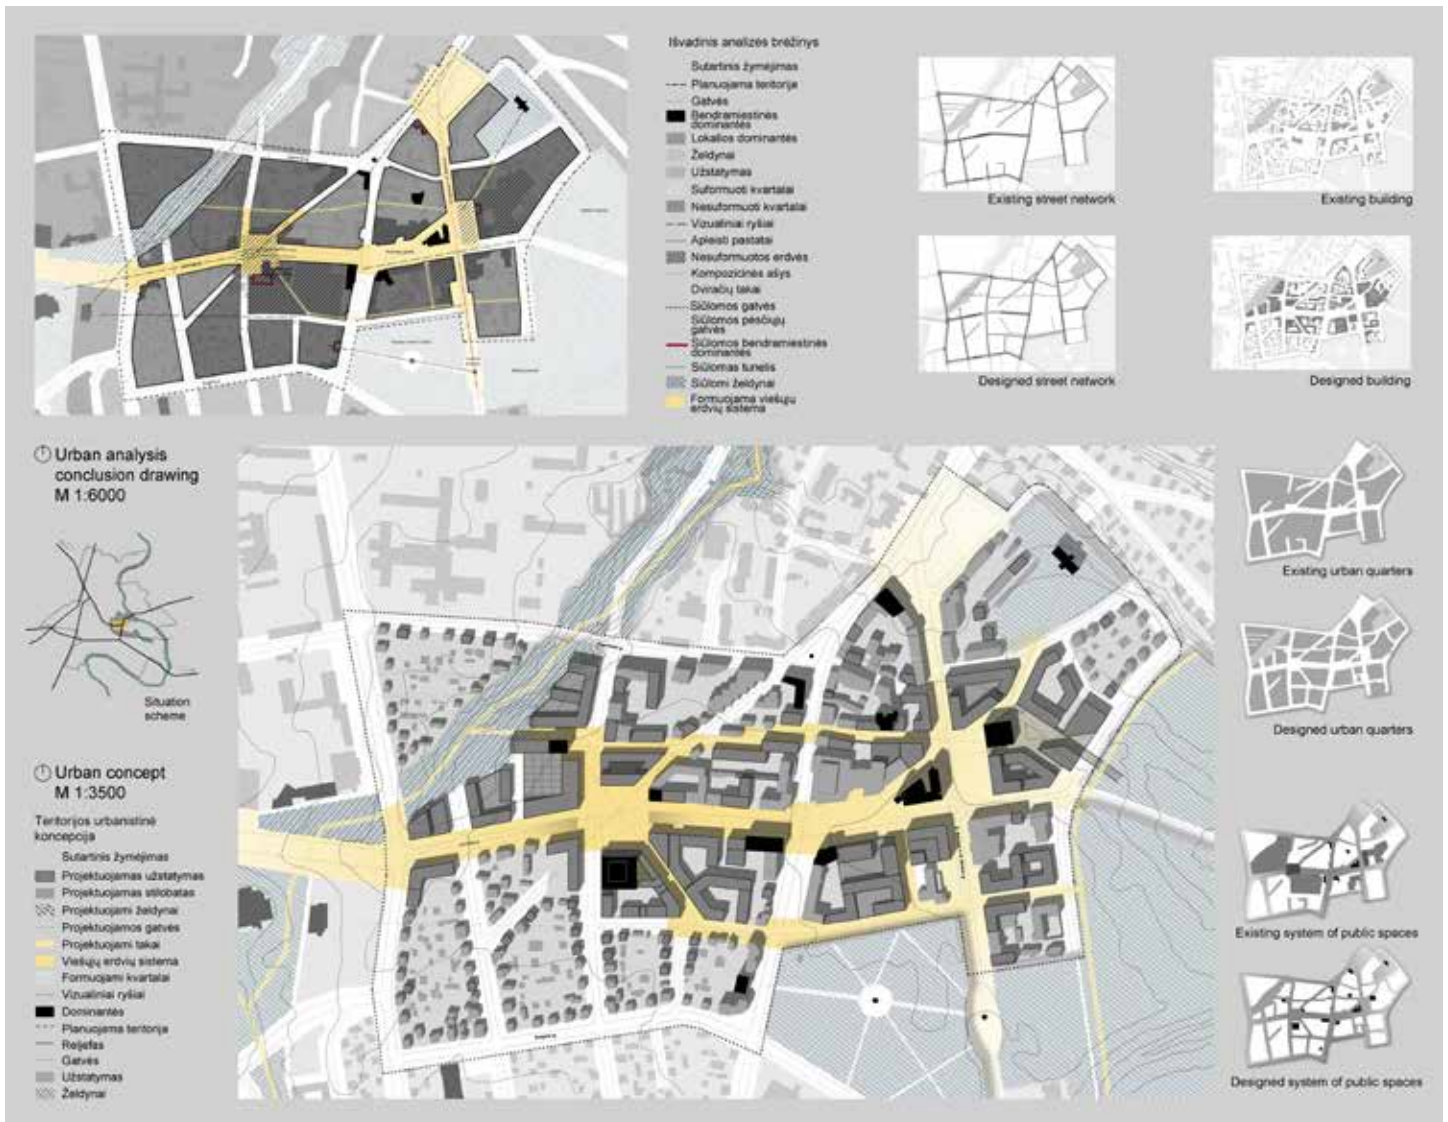 Išvadinis analizės brėžinys
Sutartinis žymėjimas
Planuojama teritorija
Gatvės
Bendramiestinės
dominantės
Lokalios dominantės
Želdynai
Užstatymas
Suformuoti kvartalai
Nesuformuoti kvartalai
Vizualiniai ryšiai
Apleisti pastatai
Nesuformuotos erdvės
Kompozicinės ašys
Dviračių takai
Siūlomos gatvės
Siūlomos pėsčiųjų
gatvės
Siūlomos bendramiestinės
dominantės
Siūlomas tunelis
Siūlomi želdynai
Formuojama viešųjų
erdvių sistema
Existing street network
Existing building
Designed street network
Designed building
Urban analysis
conclusion drawing
M 1:6000
Situation
scheme
Urban concept
M 1:3500
Teritorijos urbanistinė
koncepcija
Sutartinis žymėjimas
Projektuojamas užstatymas
Projektuojamas stilobatas
Projektuojami želdynai
Projektuojamos gatvės
Projektuojami takai
Viešųjų erdvių sistema
Formuojami kvartalai
Vizualiniai ryšiai
Dominantės
Planuojama teritorija
Reljefas
Gatvės
Užstatymas
Želdynai
Existing urban quarters
Designed urban quarters
Existing system of public spaces
Designed system of public spaces